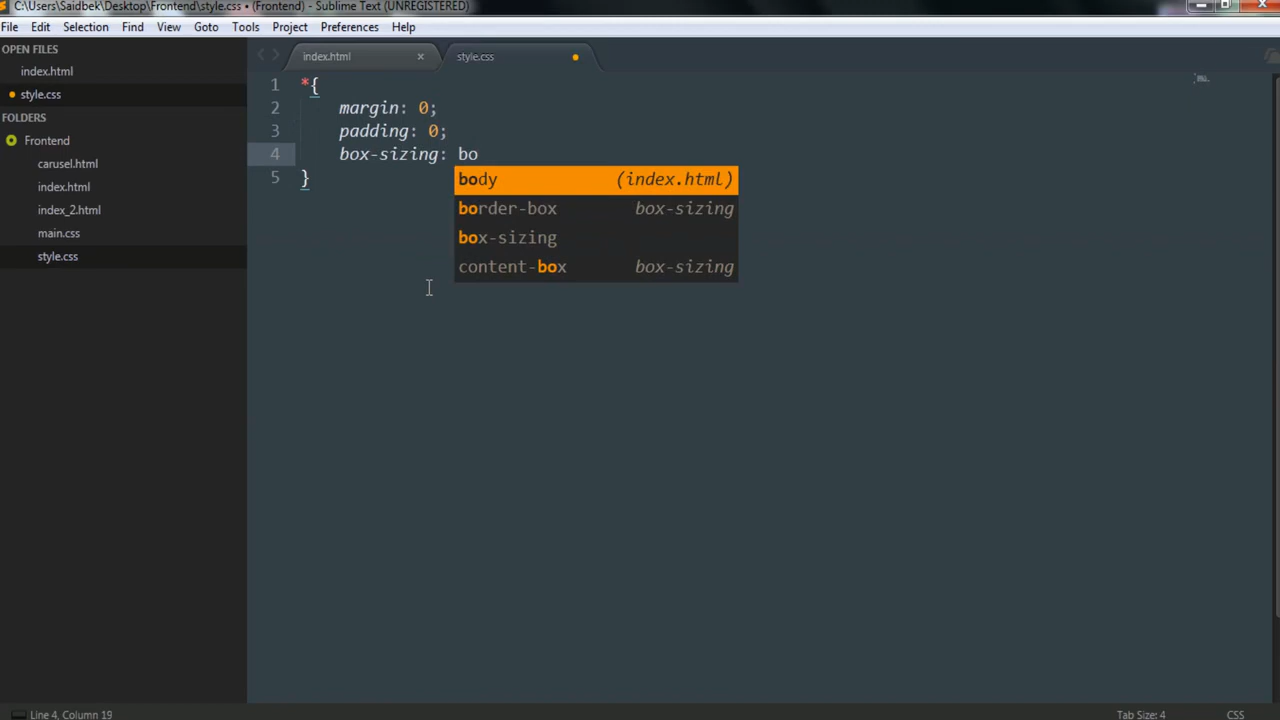 C:\Users\Saidbek\Desktop\Frontend\style.css • (Frontend) - Sublime Text (UNREGISTERED)
File Edit Selection View Goto Tools Project Preferences Help
OPEN FILES
index.html
style.css
FOLDERS
Frontend
carusel.html
index.html
index_2.html
main.css
style.css
index.html × style.css
1 *{
2 margin: 0;
3 padding: 0;
4 box-sizing: bo
5 }
body (index.html)
border-box box-sizing
box-sizing
content-box box-sizing
Line 4, Column 19 Tab Size: 4 CSS